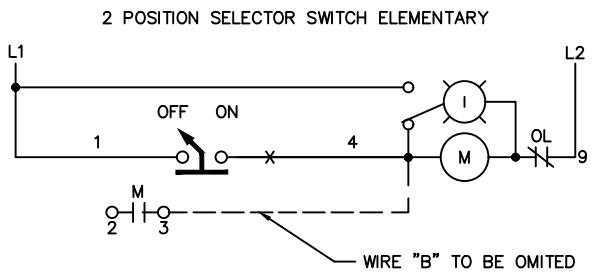 2 POSITION SELECTOR SWITCH ELEMENTARY
L1
L2
OFF ON
I
1
4
M
OL
9
M
2
3
WIRE "B" TO BE OMITED